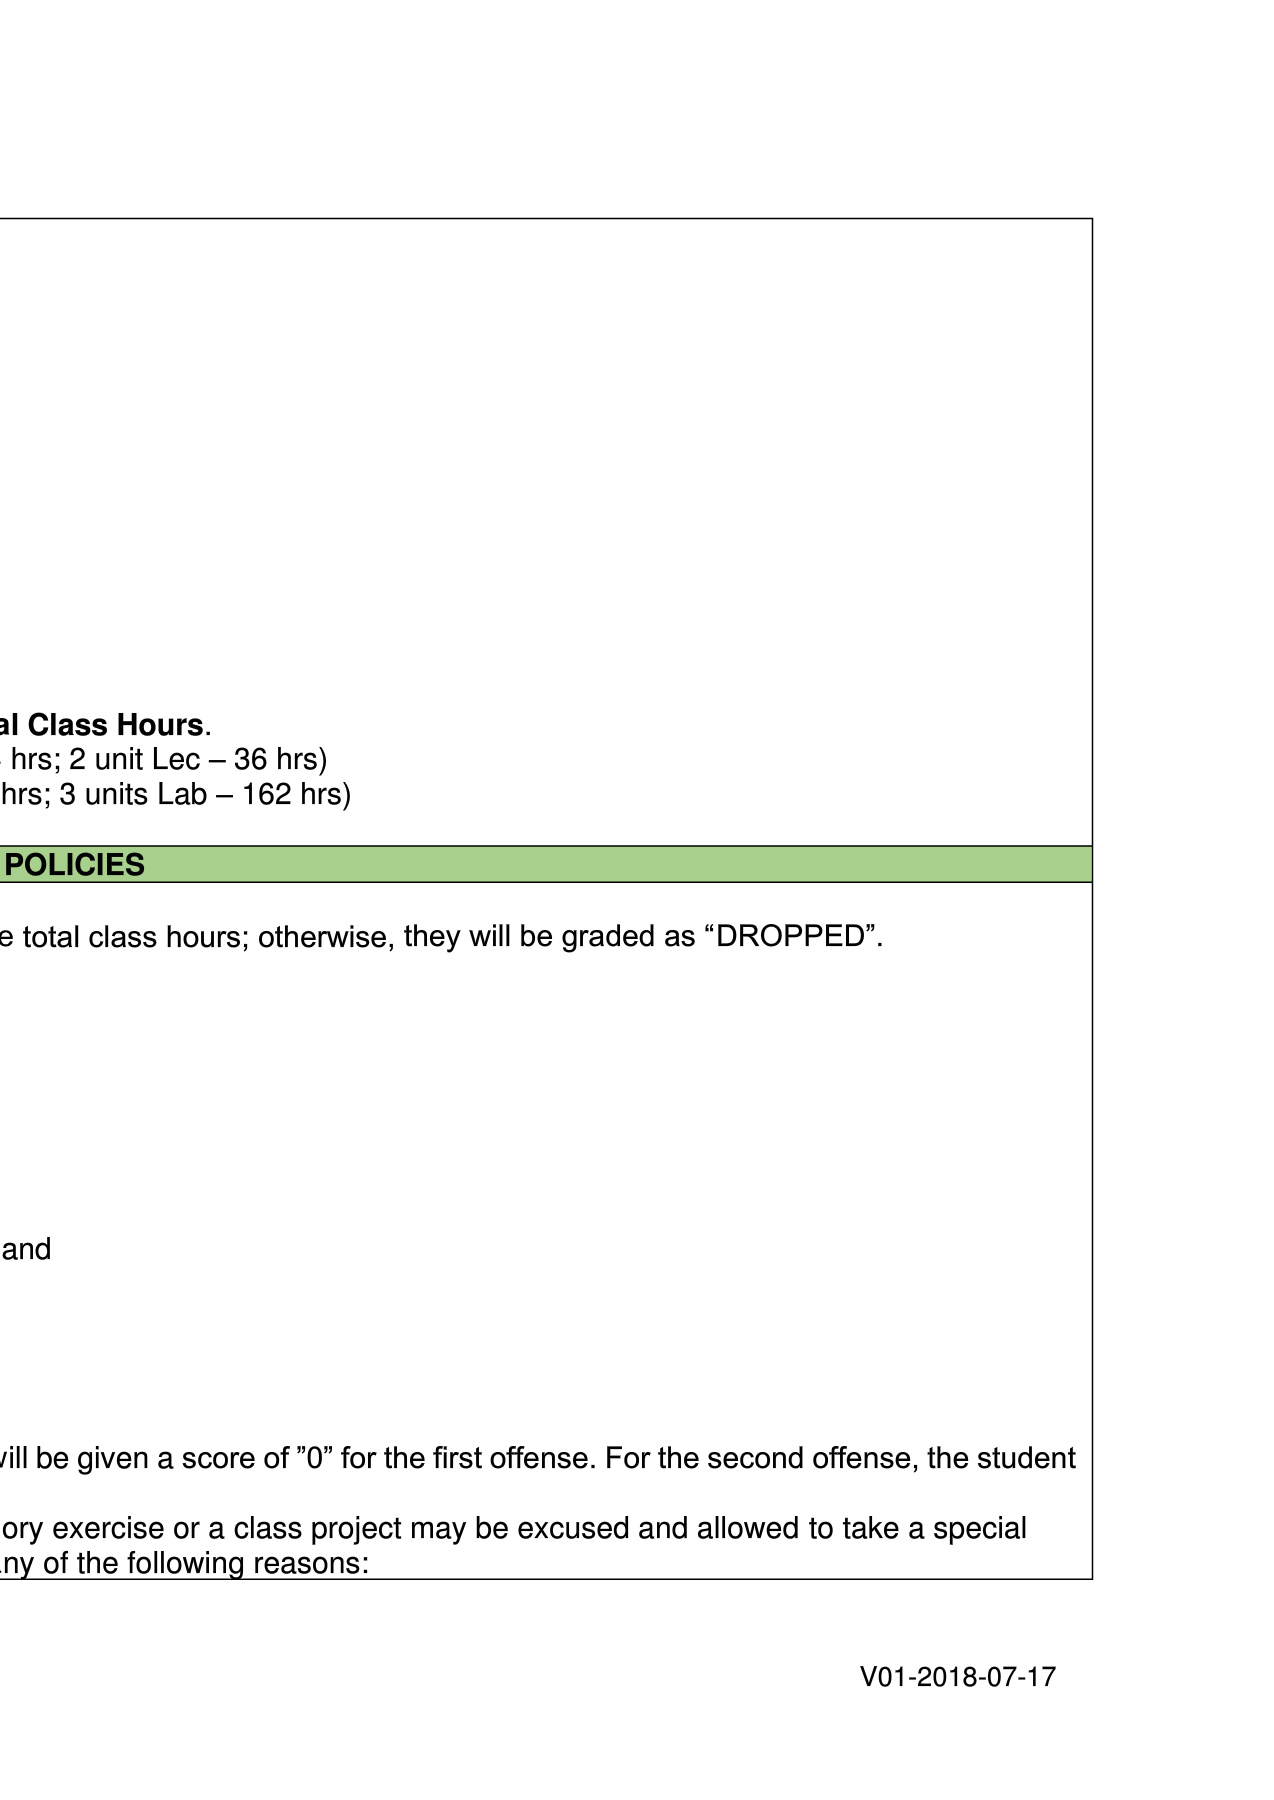 al Class Hours.
hrs; 2 unit Lec – 36 hrs)
hrs; 3 units Lab – 162 hrs)
POLICIES
e total class hours; otherwise, they will be graded as “DROPPED”.
and
will be given a score of ”0” for the first offense. For the second offense, the student
ory exercise or a class project may be excused and allowed to take a special
any of the following reasons:
V01-2018-07-17